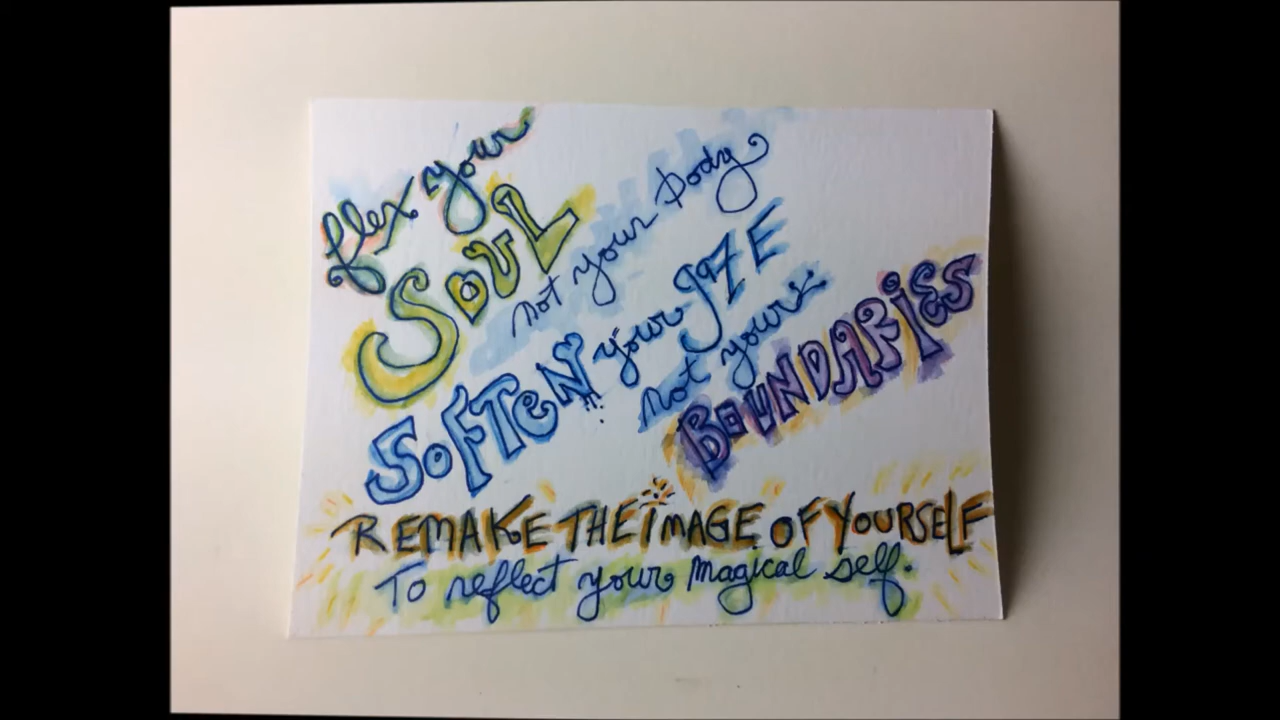 flex your
SOUL
not your body
SOFTEN your gaZE
not your
BOUNDARIES
REMAKE THE iMAGE OF YOURSELF
To reflect your magical self.